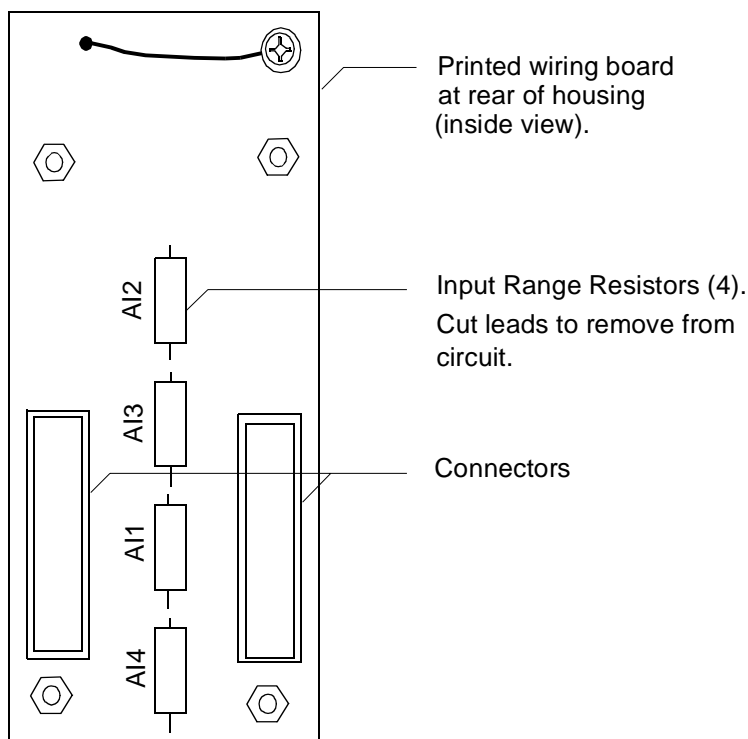 Printed wiring board
at rear of housing
(inside view).
AI2
Input Range Resistors (4).
Cut leads to remove from
circuit.
AI3
Connectors
AI1
AI4